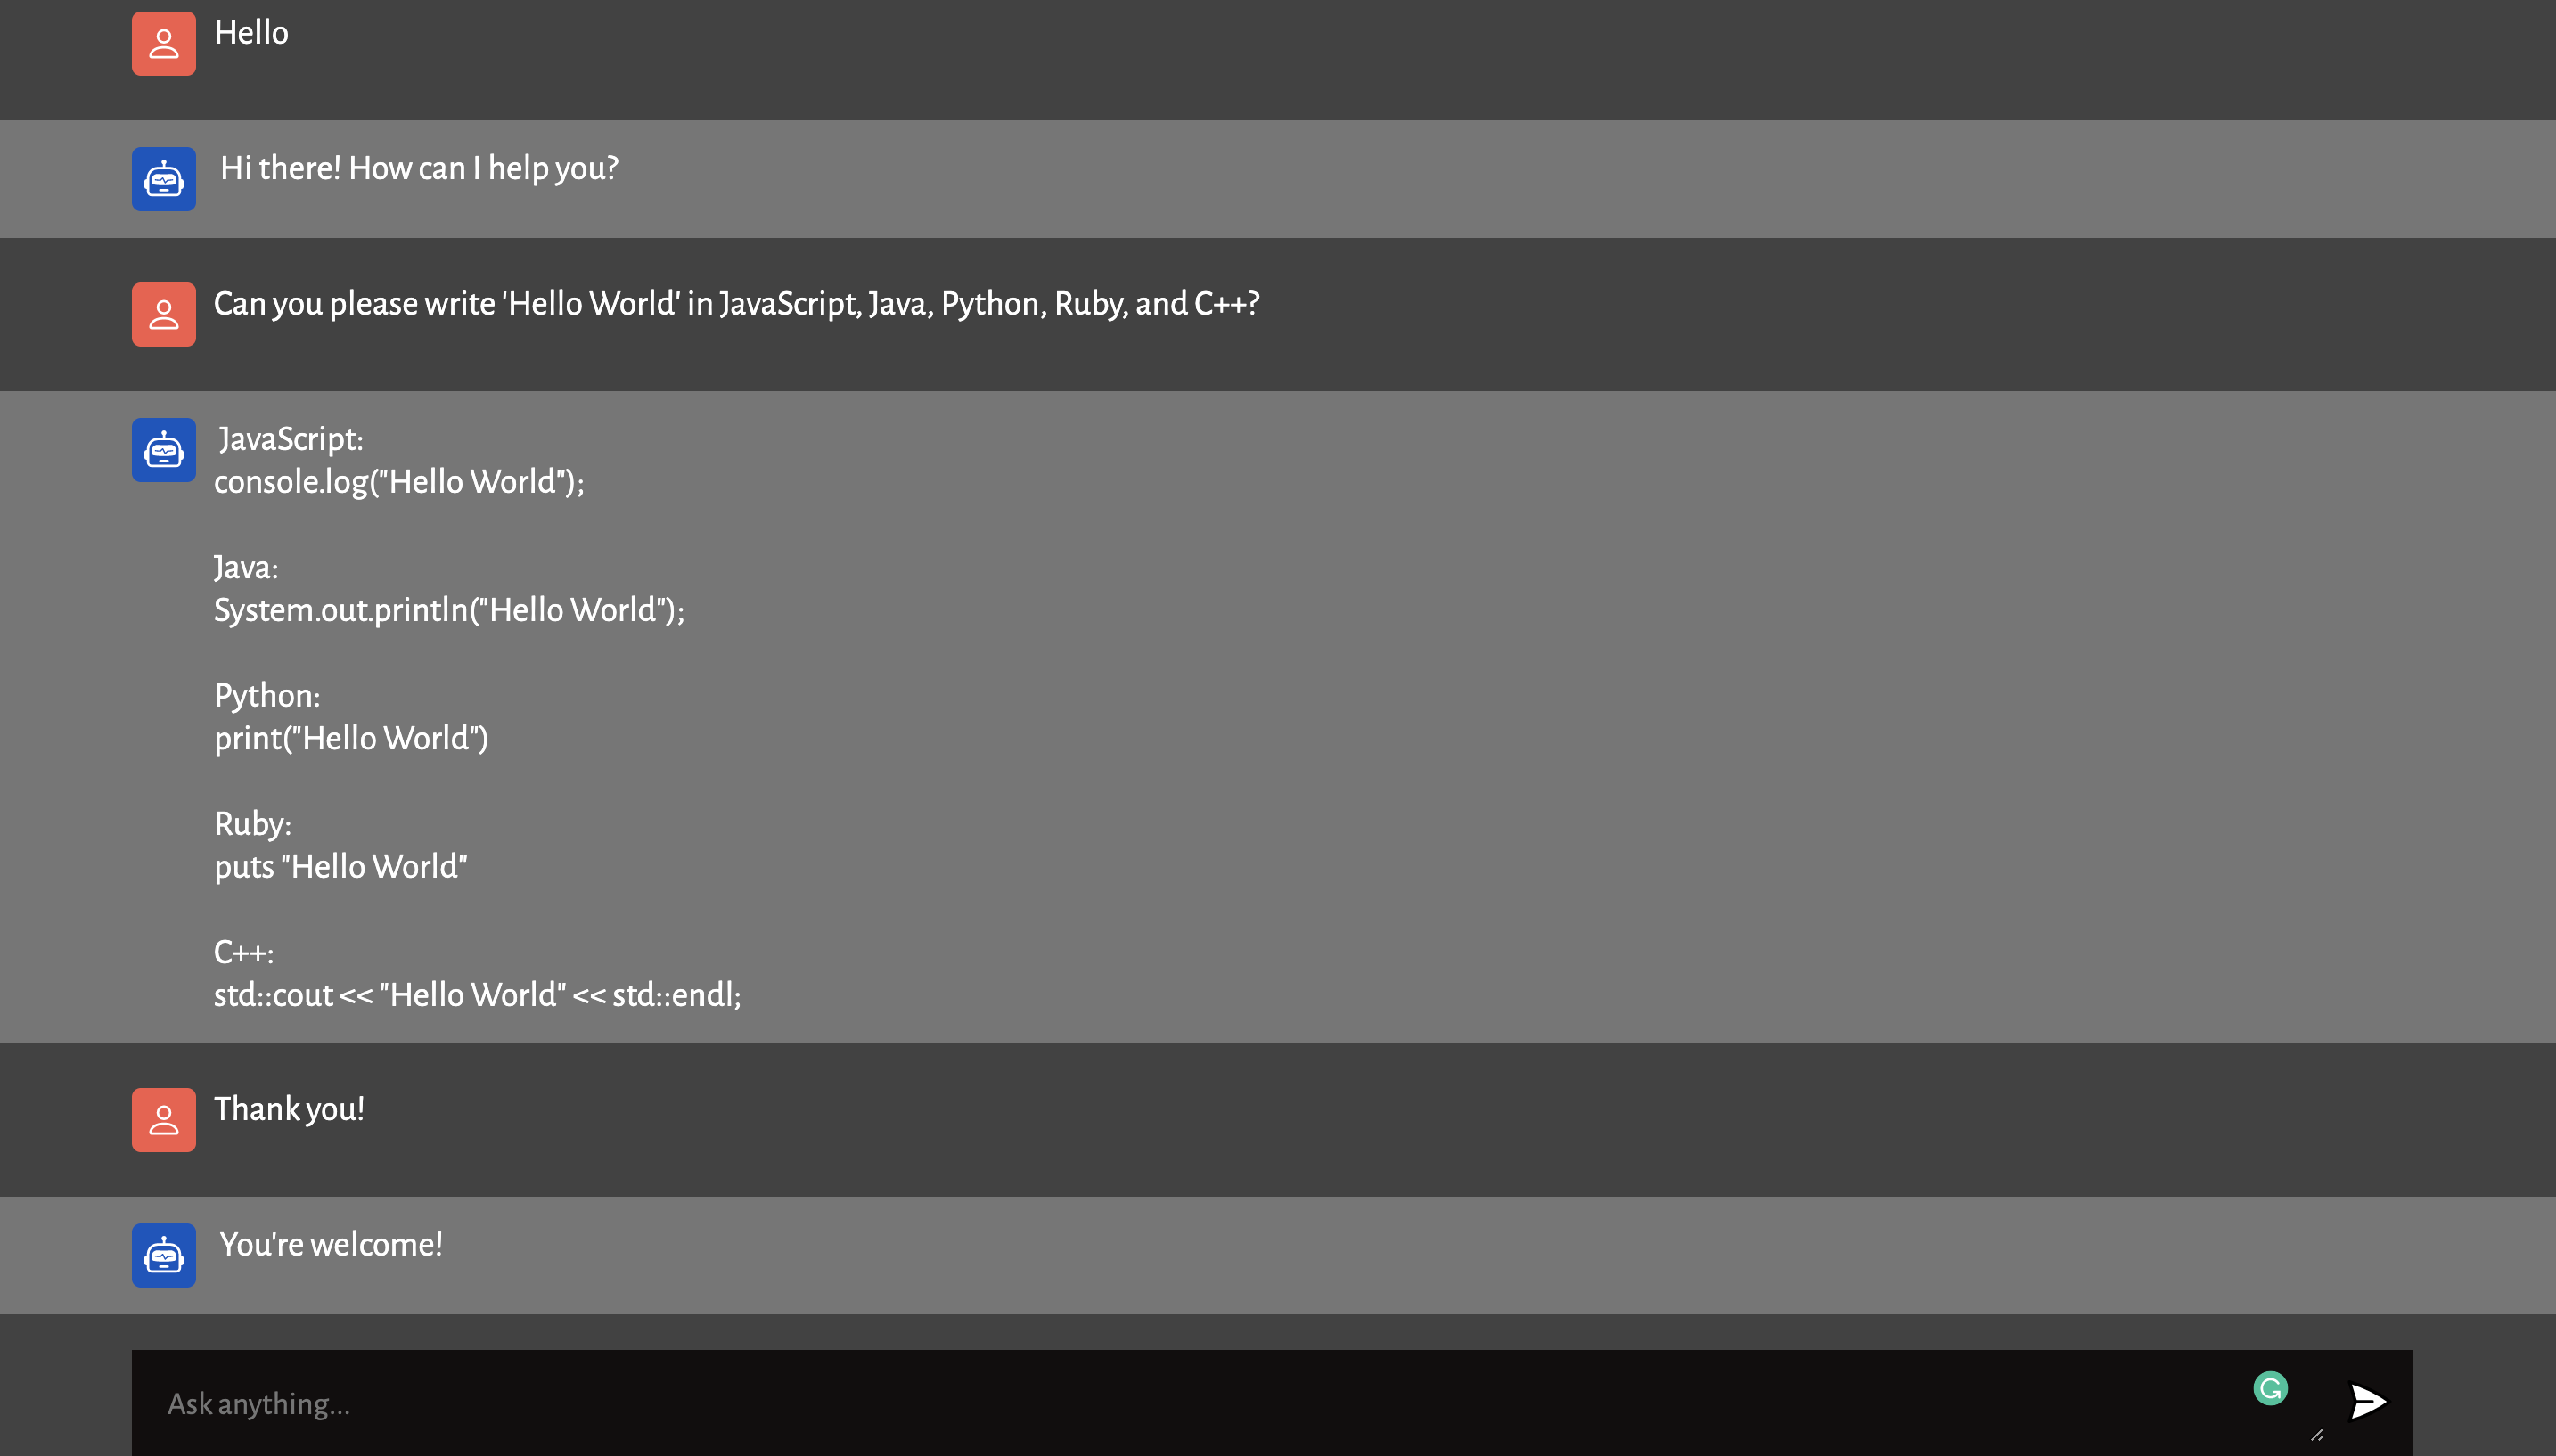 Hello
Hi there! How can I help you?
Can you please write 'Hello World' in JavaScript, Java, Python, Ruby, and C++?
JavaScript:
console.log("Hello World");
Java:
System.out.println("Hello World");
Python:
print("Hello World")
Ruby:
puts "Hello World"
C++:
std::cout << "Hello World" << std::endl;
Thank you!
You're welcome!
Ask anything...